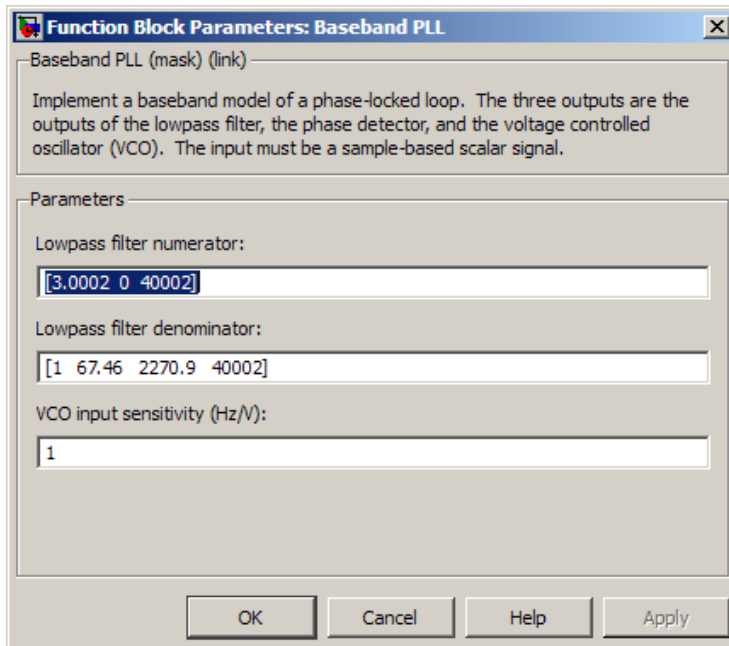 Function Block Parameters: Baseband PLL
Baseband PLL (mask) (link)
Implement a baseband model of a phase-locked loop. The three outputs are the
outputs of the lowpass filter, the phase detector, and the voltage controlled
oscillator (VCO). The input must be a sample-based scalar signal.
Parameters
Lowpass filter numerator:
[3.0002 0 40002]
Lowpass filter denominator:
[1 67.46 2270.9 40002]
VCO input sensitivity (Hz/V):
1
OK Cancel Help Apply